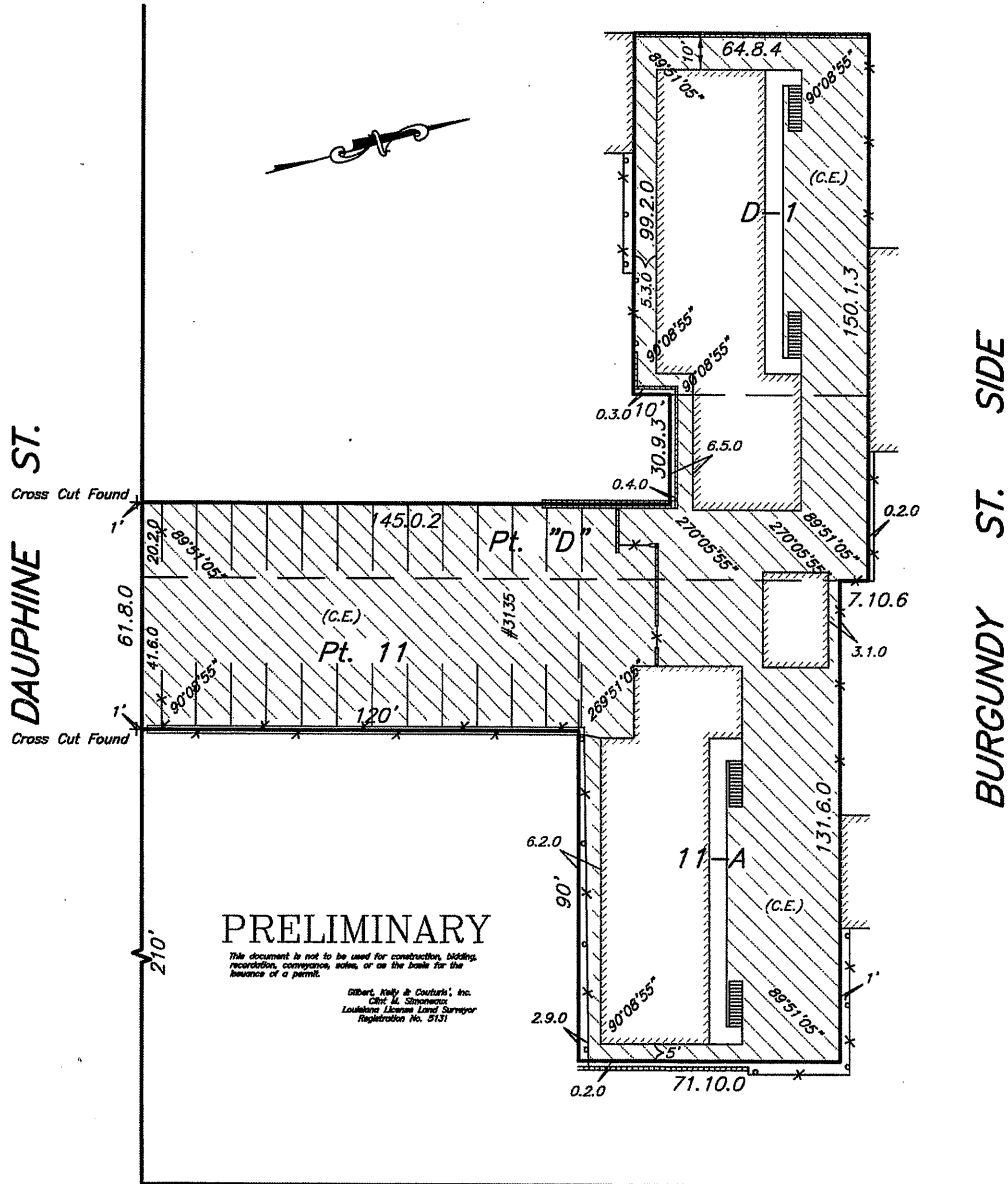 64.8.4
10'
89°51'05"
90°08'55"
(C.E.)
D-1
99.2.0
5.3.0
150.1.3
90°08'55"
90°08'55"
0.3.0
10'
30.9.3
6.5.0
0.4.0
0.2.0
DAUPHINE ST.
BURGUNDY ST. SIDE
Cross Cut Found
1'
145.0.2
Pt. "D"
20.2.0
89°51'05"
270°05'55"
270°05'55"
89°51'05"
7.10.6
61.8.0
(C.E.)
#3135
Pt. 11
3.1.0
41.6.0
90°08'55"
120'
269°51'05"
1'
Cross Cut Found
131.6.0
6.2.0
11-A
90'
(C.E.)
210'
PRELIMINARY
This document is not to be used for construction, bidding,
recordation, conveyance, sales, or as the basis for the
issuance of a permit.
Gilbert, Kelly & Couturie', Inc.
Clint M. Simoneaux
Louisiana License Land Surveyor
Registration No. 5131
90°08'55"
89°51'05"
1'
2.9.0
5'
0.2.0
71.10.0